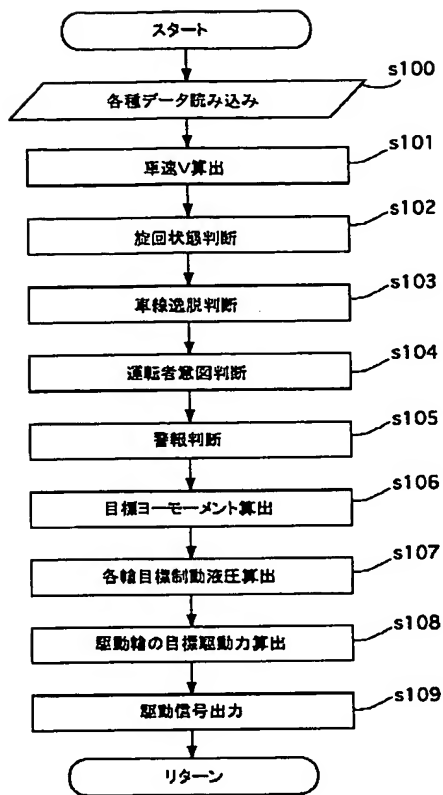 スタート
s100
各種データ読み込み
s101
車速V算出
s102
旋回状態判断
s103
車線逸脱判断
s104
運転者意図判断
s105
警報判断
s106
目標ヨーモーメント算出
s107
各輪目標制動液圧算出
s108
駆動輪の目標駆動力算出
s109
駆動信号出力
リターン